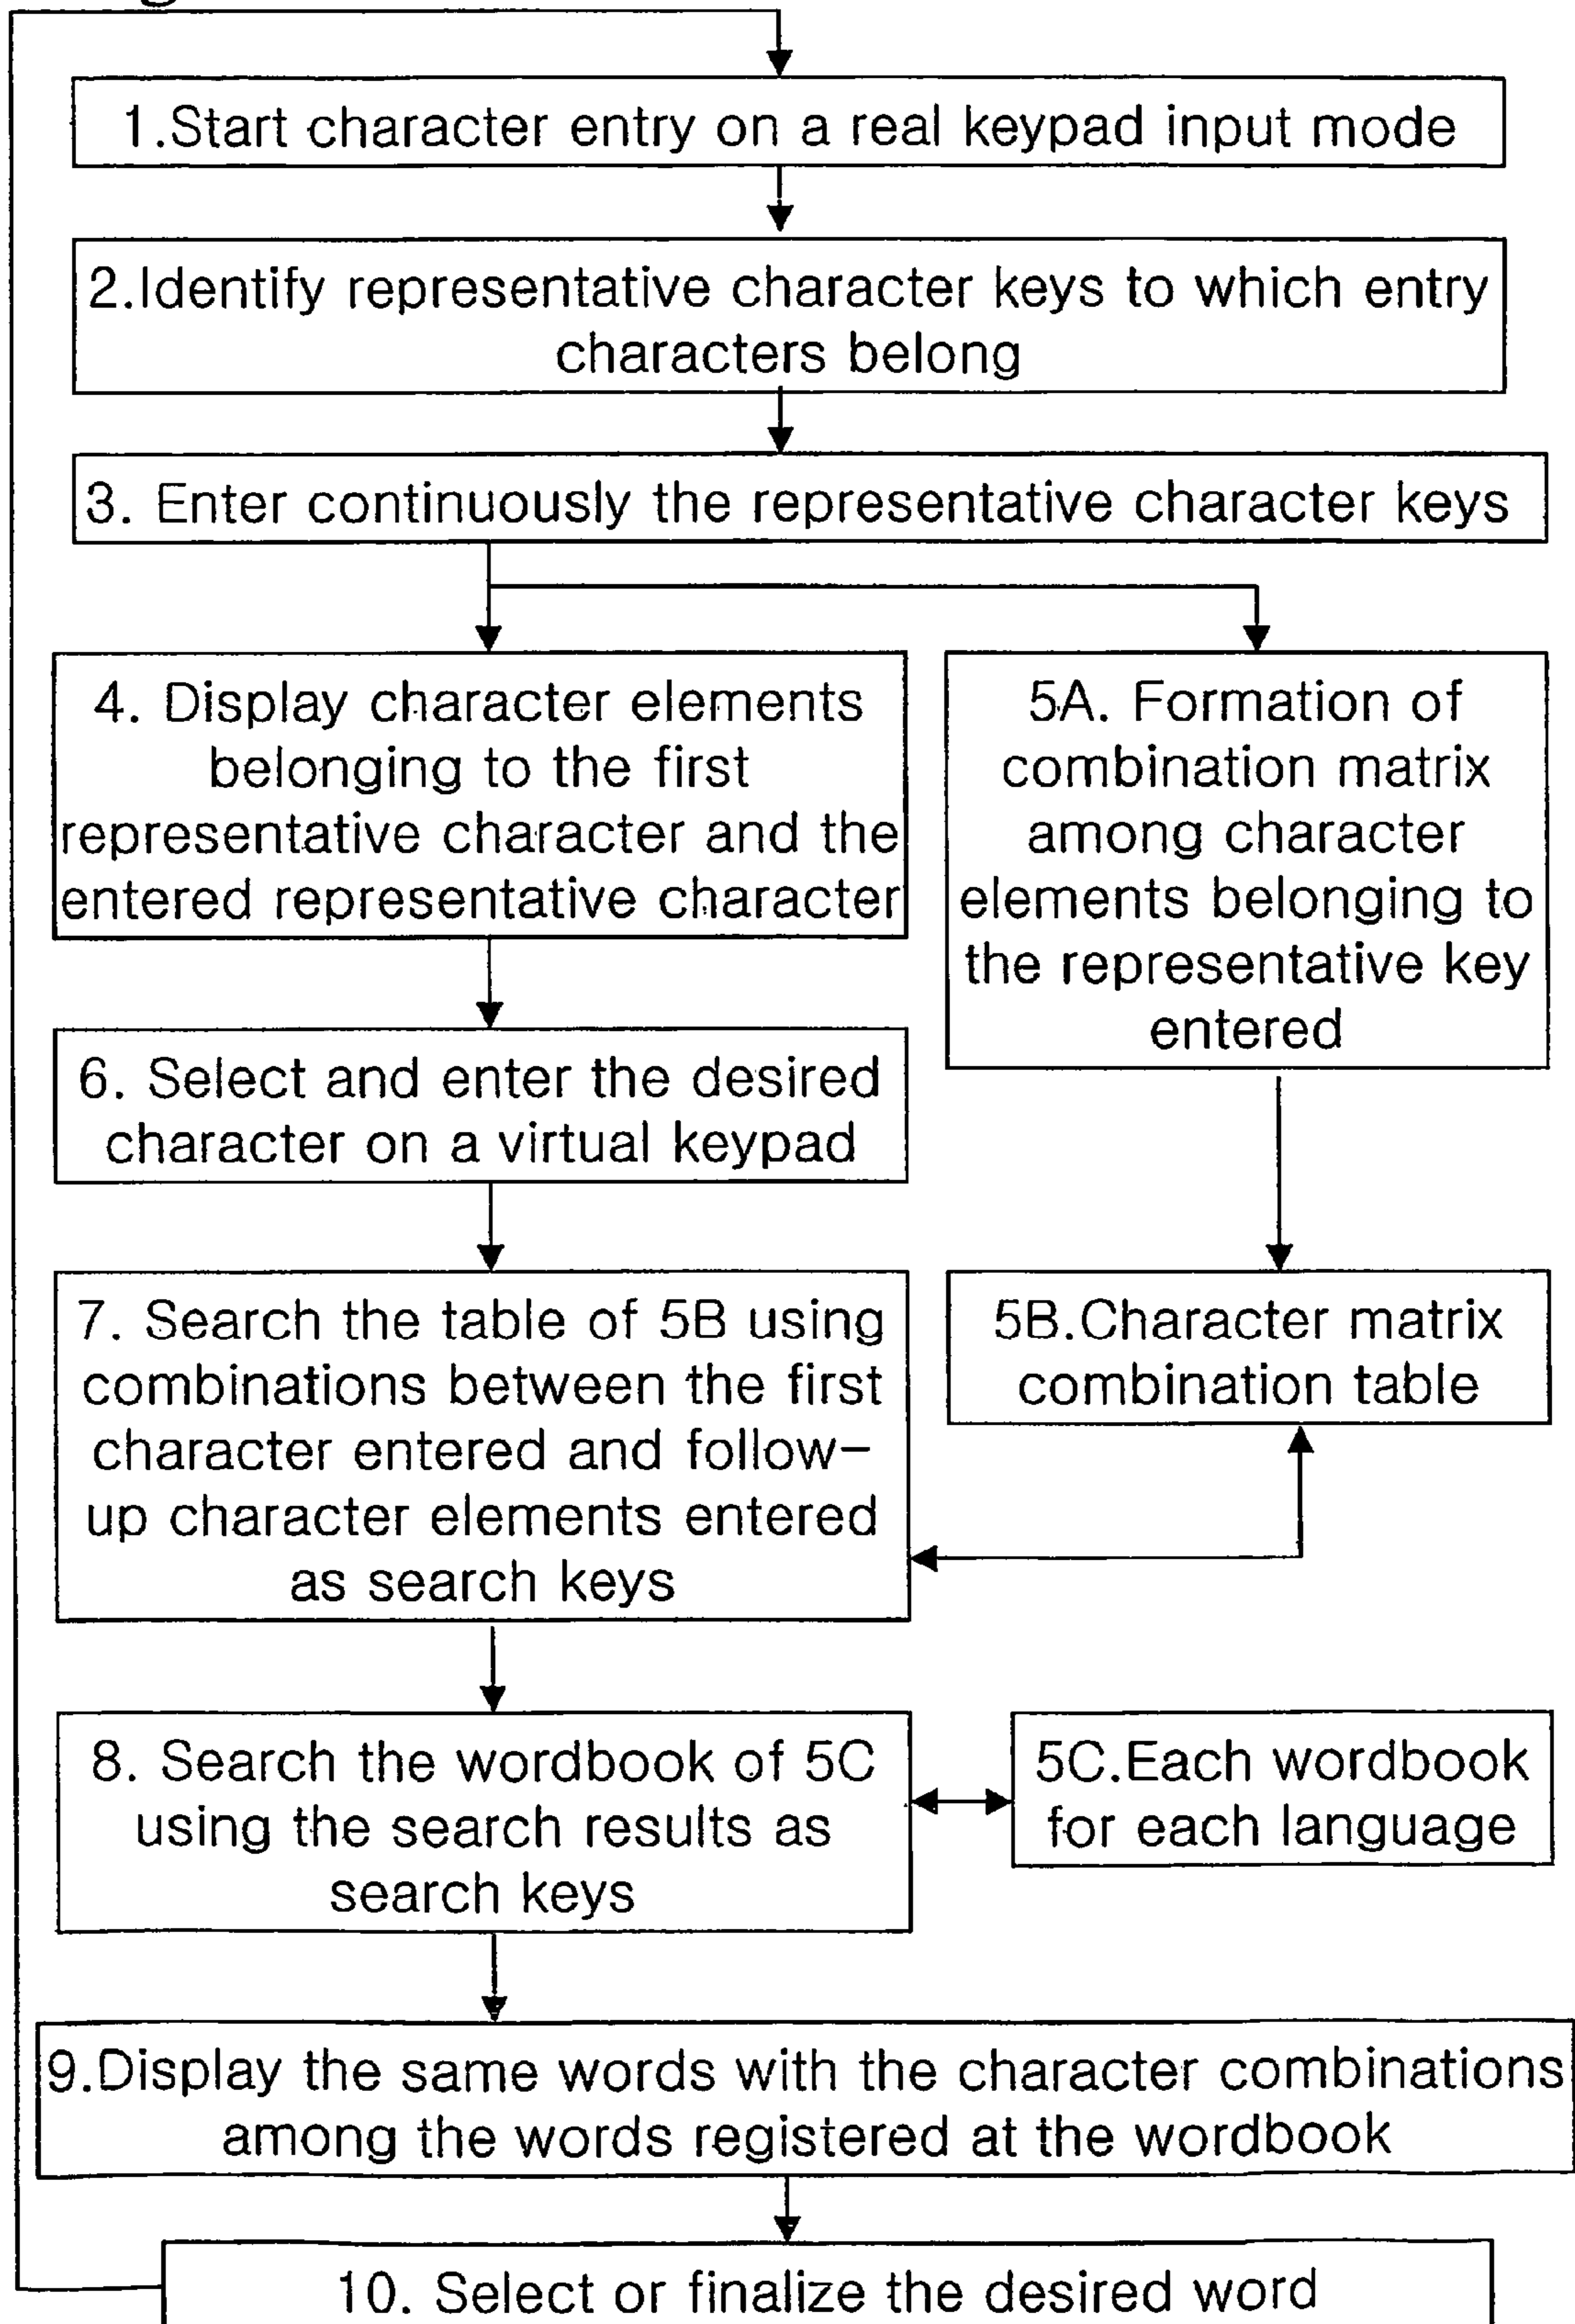 1.Start character entry on a real keypad input mode
2.Identify representative character keys to which entry
characters belong
3. Enter continuously the representative character keys
4. Display character elements
belonging to the first
representative character and the
entered representative character
5A. Formation of
combination matrix
among character
elements belonging to
the representative key
entered
6. Select and enter the desired
character on a virtual keypad
7. Search the table of 5B using
combinations between the first
character entered and follow-
up character elements entered
as search keys
5B.Character matrix
combination table
8. Search the wordbook of 5C
using the search results as
search keys
5C.Each wordbook
for each language
9.Display the same words with the character combinations
among the words registered at the wordbook
10. Select or finalize the desired word